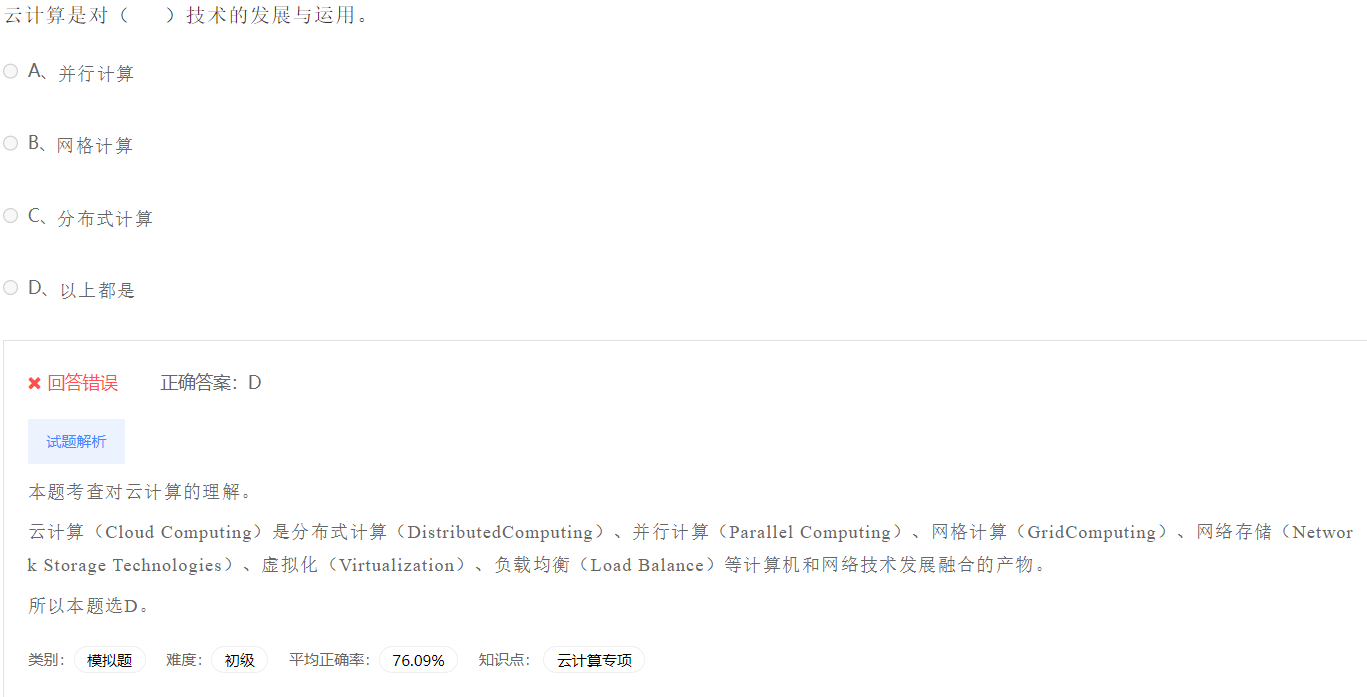 云计算是对（　　）技术的发展与运用。
A、并行计算
B、网格计算
C、分布式计算
D、以上都是
回答错误 正确答案：D
试题解析
本题考查对云计算的理解。
云计算（Cloud Computing）是分布式计算（DistributedComputing）、并行计算（Parallel Computing）、网格计算（GridComputing）、网络存储（Networ
k Storage Technologies）、虚拟化（Virtualization）、负载均衡（Load Balance）等计算机和网络技术发展融合的产物。
所以本题选D。
类别： 模拟题 难度： 初级 平均正确率： 76.09% 知识点： 云计算专项